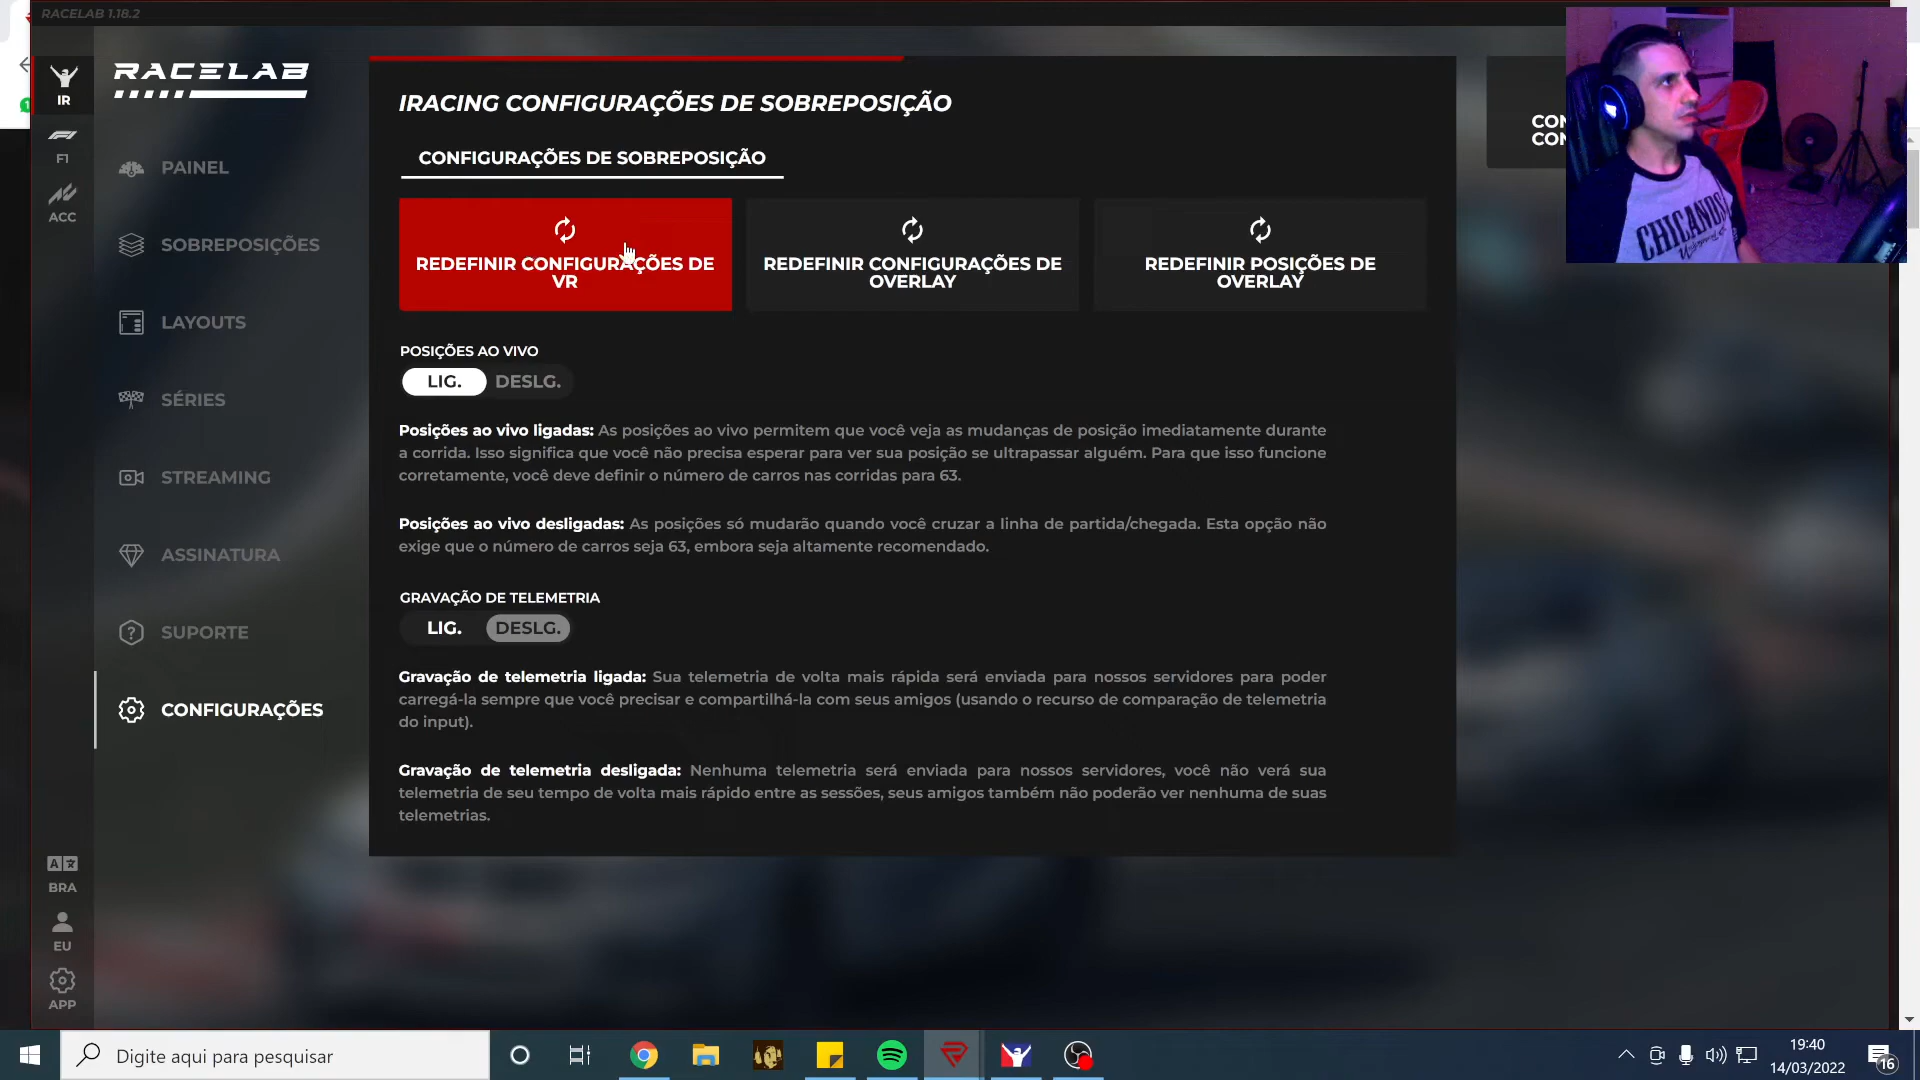 RACELAB 1.18.2
IR
F1
ACC
RACELAB
PAINEL
SOBREPOSIÇÕES
LAYOUTS
SÉRIES
STREAMING
ASSINATURA
SUPORTE
CONFIGURAÇÕES
BRA
EU
APP
IRACING CONFIGURAÇÕES DE SOBREPOSIÇÃO
CONFIGURAÇÕES DE SOBREPOSIÇÃO
REDEFINIR CONFIGURAÇÕES DE
VR
REDEFINIR CONFIGURAÇÕES DE
OVERLAY
REDEFINIR POSIÇÕES DE
OVERLAY
POSIÇÕES AO VIVO
LIG. DESLG.
Posições ao vivo ligadas: As posições ao vivo permitem que você veja as mudanças de posição imediatamente durante
a corrida. Isso significa que você não precisa esperar para ver sua posição se ultrapassar alguém. Para que isso funcione
corretamente, você deve definir o número de carros nas corridas para 63.
Posições ao vivo desligadas: As posições só mudarão quando você cruzar a linha de partida/chegada. Esta opção não
exige que o número de carros seja 63, embora seja altamente recomendado.
GRAVAÇÃO DE TELEMETRIA
LIG. DESLG.
Gravação de telemetria ligada: Sua telemetria de volta mais rápida será enviada para nossos servidores para poder
carregá-la sempre que você precisar e compartilhá-la com seus amigos (usando o recurso de comparação de telemetria
do input).
Gravação de telemetria desligada: Nenhuma telemetria será enviada para nossos servidores, você não verá sua
telemetria de seu tempo de volta mais rápido entre as sessões, seus amigos também não poderão ver nenhuma de suas
telemetrias.
CON
CON
CHICANOS
Digite aqui para pesquisar
19:40
14/03/2022
16